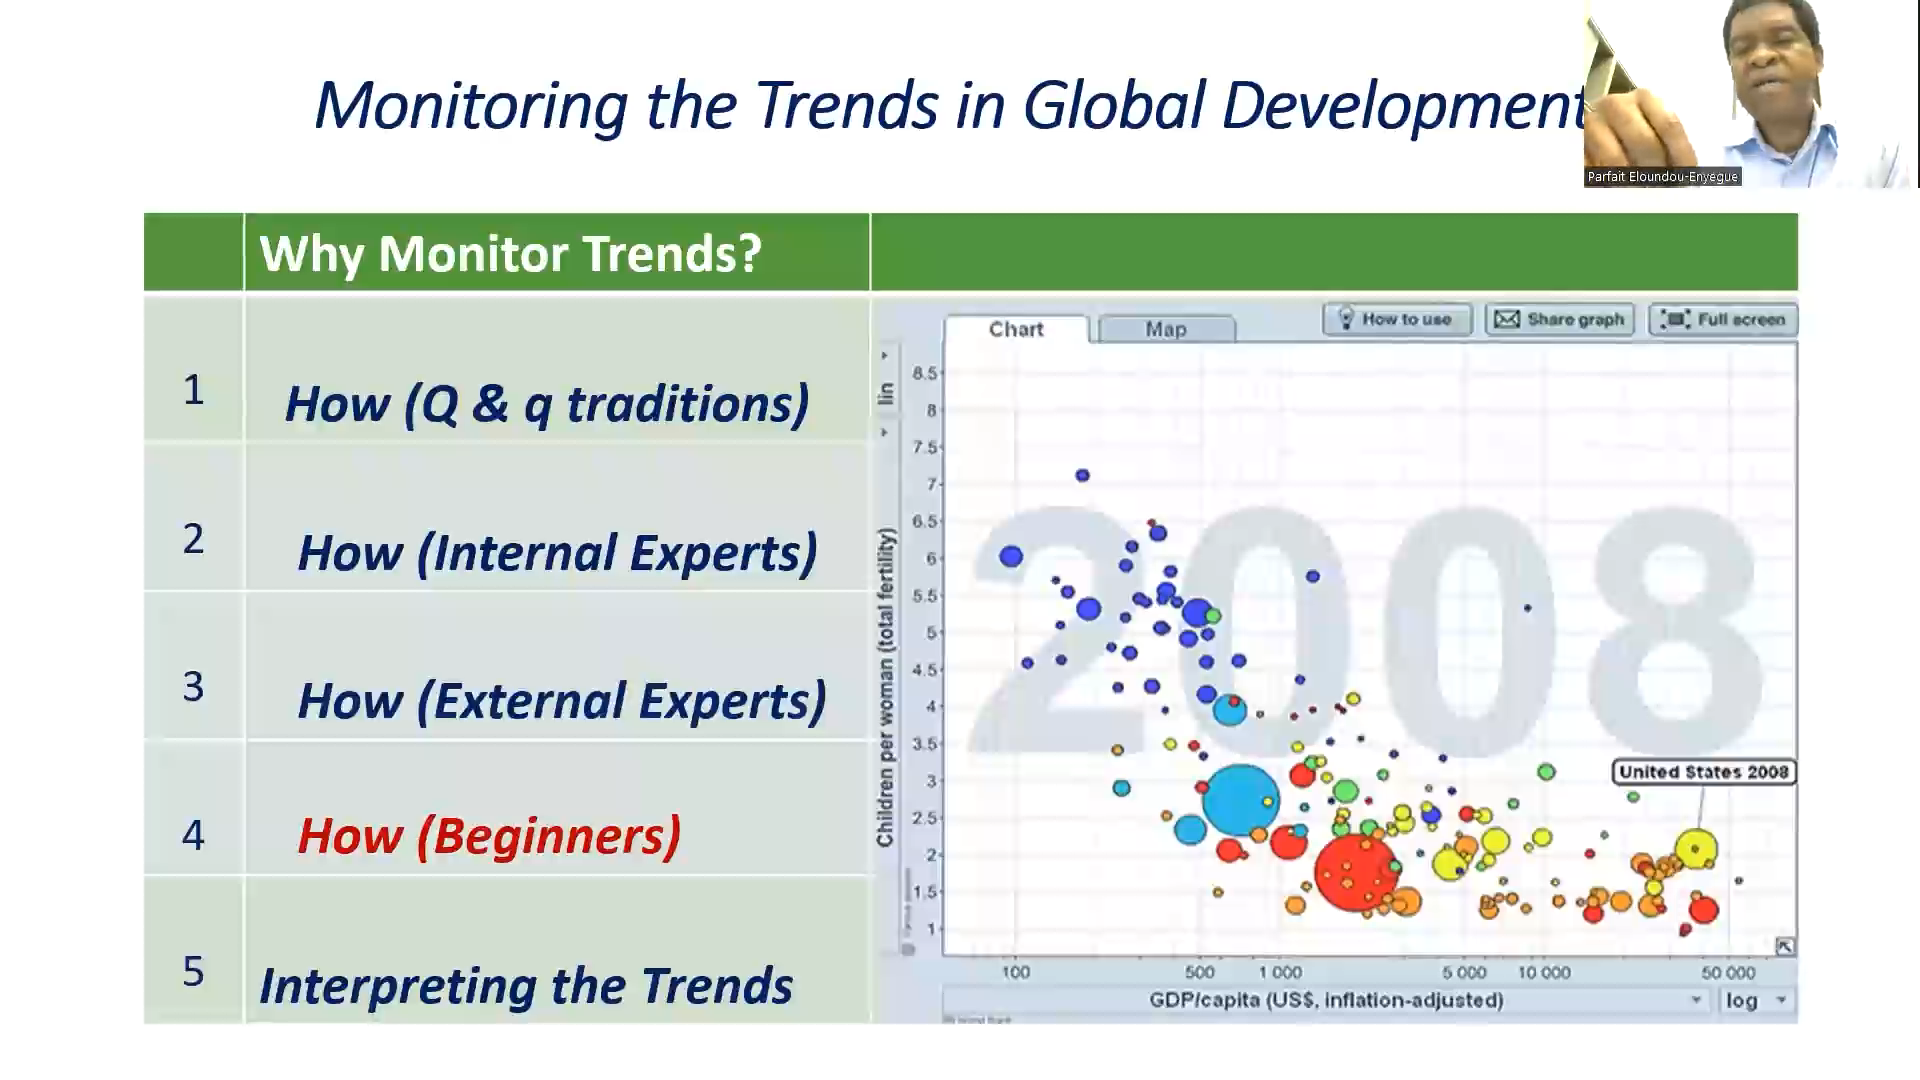 Monitoring the Trends in Global Development
Parfait Eloundou-Enyegue
Why Monitor Trends?
1 How (Q & q traditions)
2 How (Internal Experts)
3 How (External Experts)
4 How (Beginners)
5 Interpreting the Trends
Chart Map How to use Share graph Full screen
lin
Children per woman (total fertility)
8.5
8
7.5
7
6.5
6
5.5
5
4.5
4
3.5
3
2.5
2
1.5
1
2008
United States 2008
100 500 1 000 5 000 10 000 50 000
GDP/capita (US$, inflation-adjusted) log